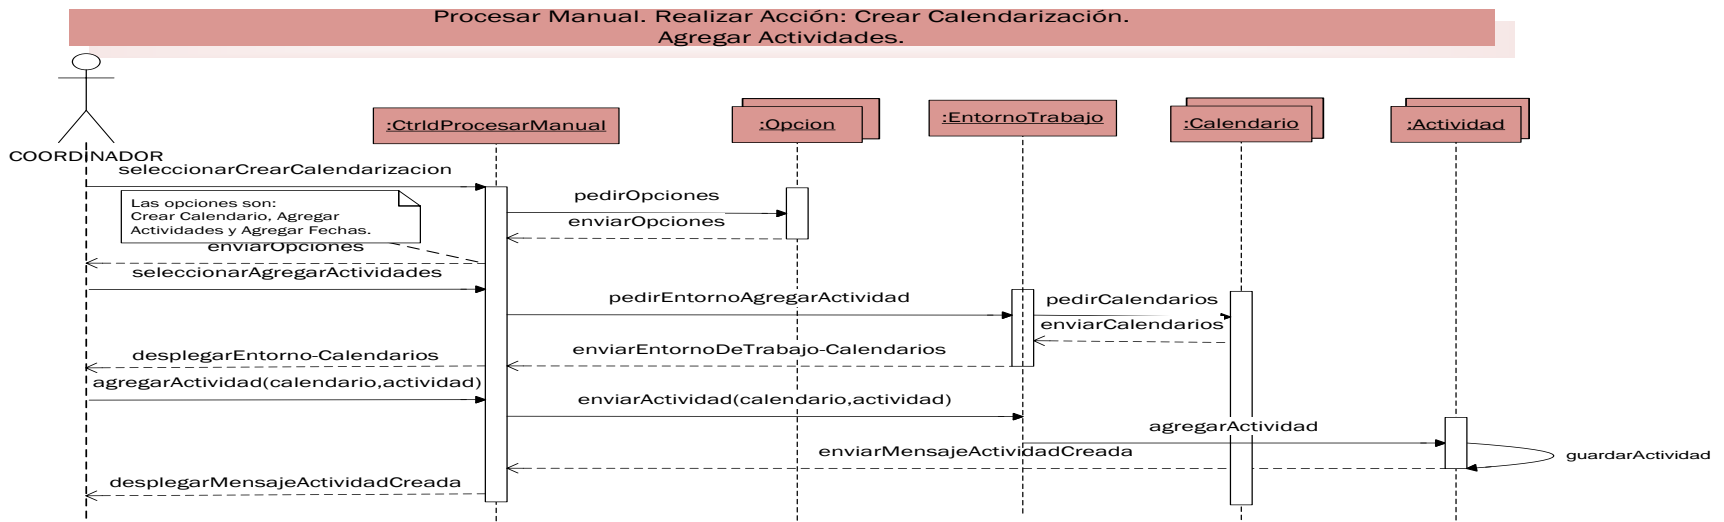 Procesar Manual. Realizar Acción: Crear Calendarización.
Agregar Actividades.
:CtrldProcesarManual
:Opcion
:EntornoTrabajo
:Calendario
:Actividad
COORDINADOR
seleccionarCrearCalendarizacion
Las opciones son:
Crear Calendario, Agregar
Actividades y Agregar Fechas.
pedirOpciones
enviarOpciones
enviarOpciones
seleccionarAgregarActividades
pedirEntornoAgregarActividad
pedirCalendarios
enviarCalendarios
enviarEntornoDeTrabajo-Calendarios
desplegarEntorno-Calendarios
agregarActividad(calendario,actividad)
enviarActividad(calendario,actividad)
agregarActividad
enviarMensajeActividadCreada
guardarActividad
desplegarMensajeActividadCreada